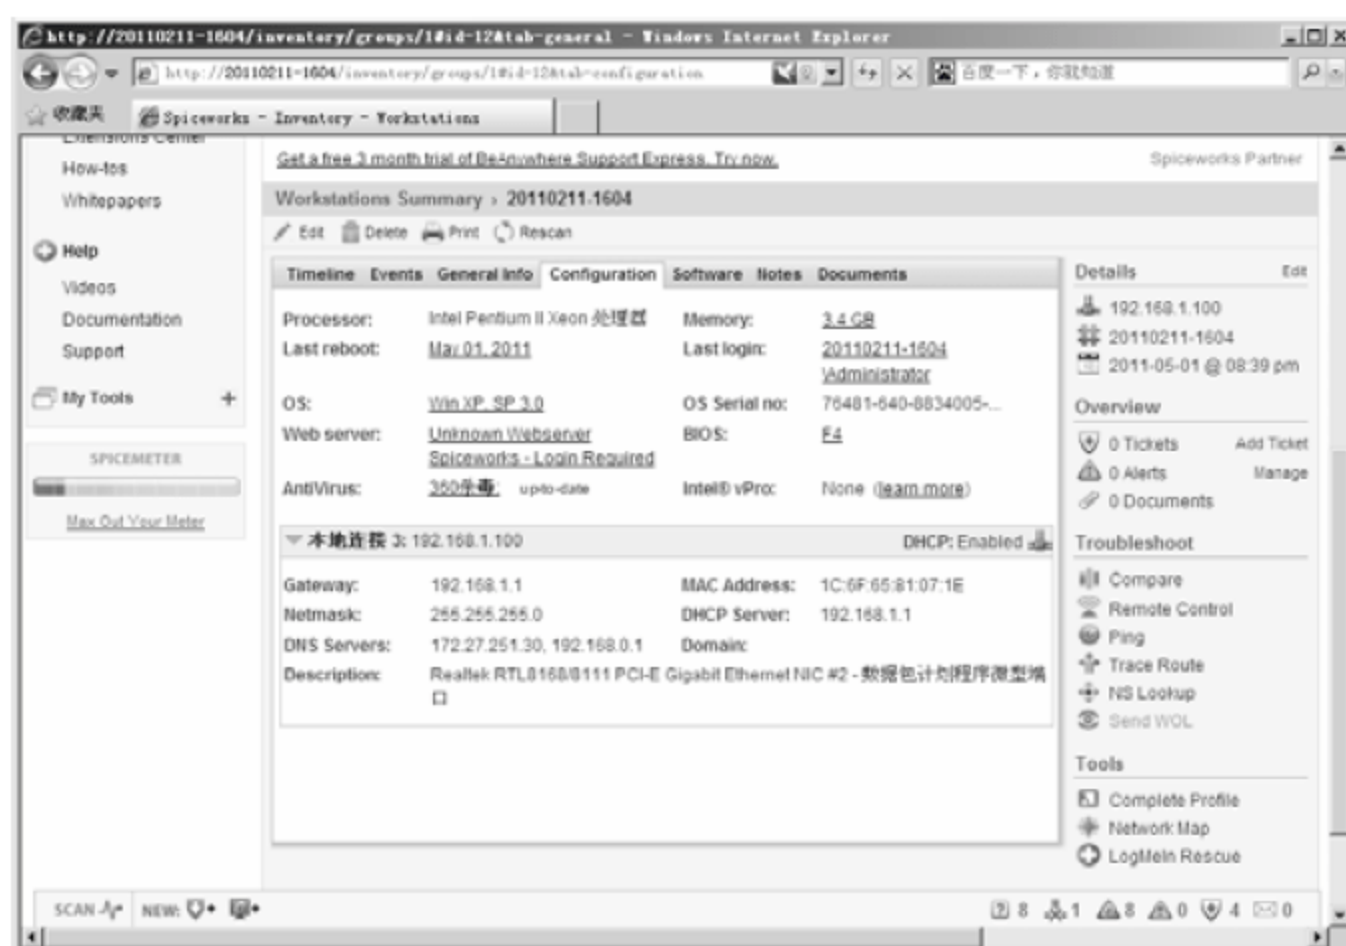 http://20110211-1604/inventory/groups/1#id-12&tab-general - Windows Internet Explorer
http://20110211-1604/inventory/groups/1#id-12&tab-configuration
百度一下，你就知道
收藏夹
Spiceworks - Inventory - Workstations
Extensions Center
How-tos
Whitepapers
Help
Videos
Documentation
Support
My Tools +
SPICEMETER
Max Out Your Meter
Get a free 3 month trial of BeAnywhere Support Express. Try now.
Spiceworks Partner
Workstations Summary › 20110211-1604
Edit Delete Print Rescan
Timeline Events General Info Configuration Software Notes Documents
Processor: Intel Pentium II Xeon 处理器 Memory: 3.4 GB
Last reboot: Mar 01, 2011 Last login: 20110211-1604
\Administrator
OS: Win XP, SP 3.0 OS Serial no: 76481-640-8834005-...
Web server: Unknown Webserver BIOS: F4
Spiceworks - Login Required
AntiVirus: 360杀毒: up-to-date Intel® vPro: None (learn more)
本地连接 3: 192.168.1.100 DHCP: Enabled
Gateway: 192.168.1.1 MAC Address: 1C:6F:65:81:07:1E
Netmask: 255.255.255.0 DHCP Server: 192.168.1.1
DNS Servers: 172.27.251.30, 192.168.0.1 Domain:
Description: Realtek RTL8168/8111 PCI-E Gigabit Ethernet NIC #2 - 数据包计划程序微型端
口
Details Edit
192.168.1.100
20110211-1604
2011-05-01 @ 08:39 pm
Overview
0 Tickets Add Ticket
0 Alerts Manage
0 Documents
Troubleshoot
Compare
Remote Control
Ping
Trace Route
NS Lookup
Send WOL
Tools
Complete Profile
Network Map
LogMeIn Rescue
SCAN NEW:
8 1 8 0 4 0